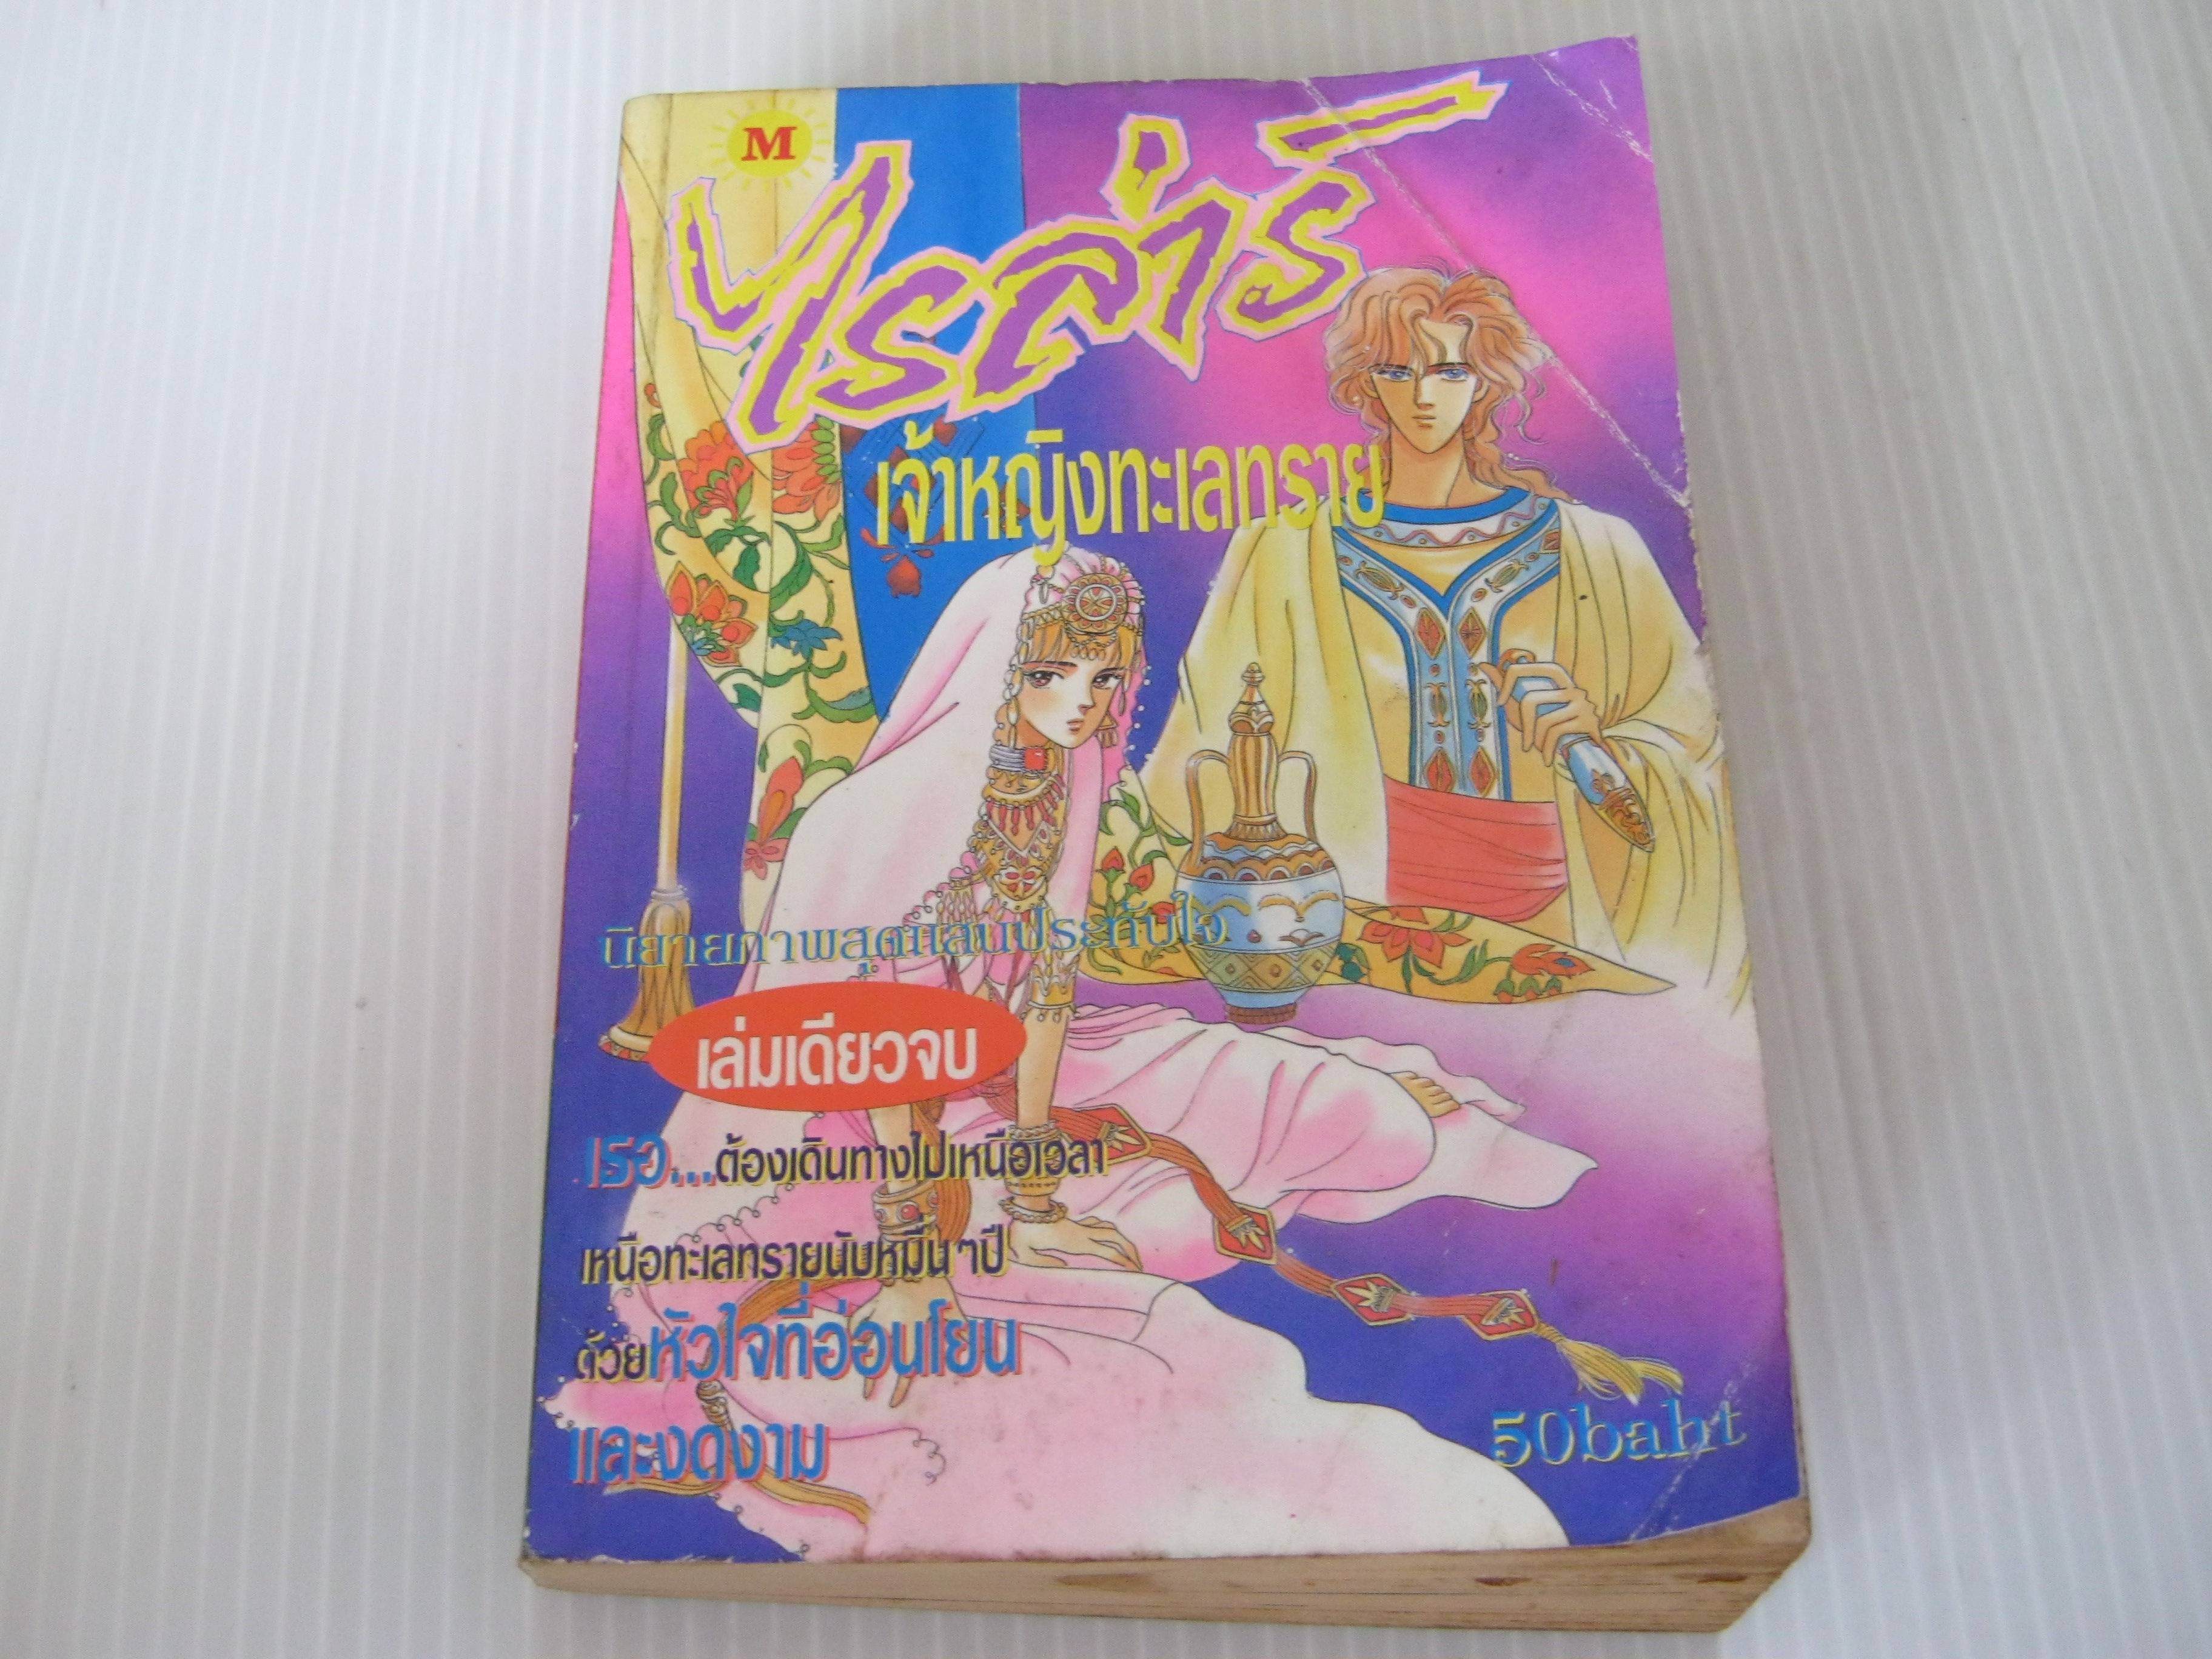 M
ไรล่าร์
เจ้าหญิงทะเลทราย
นิยายภาพสุดแสนประทับใจ
เล่มเดียวจบ
เธอ...ต้องเดินทางไปเหนือเวลา
เหนือทะเลทรายนับหมื่นๆปี
ด้วยหัวใจที่อ่อนโยน
และงดงาม
50baht